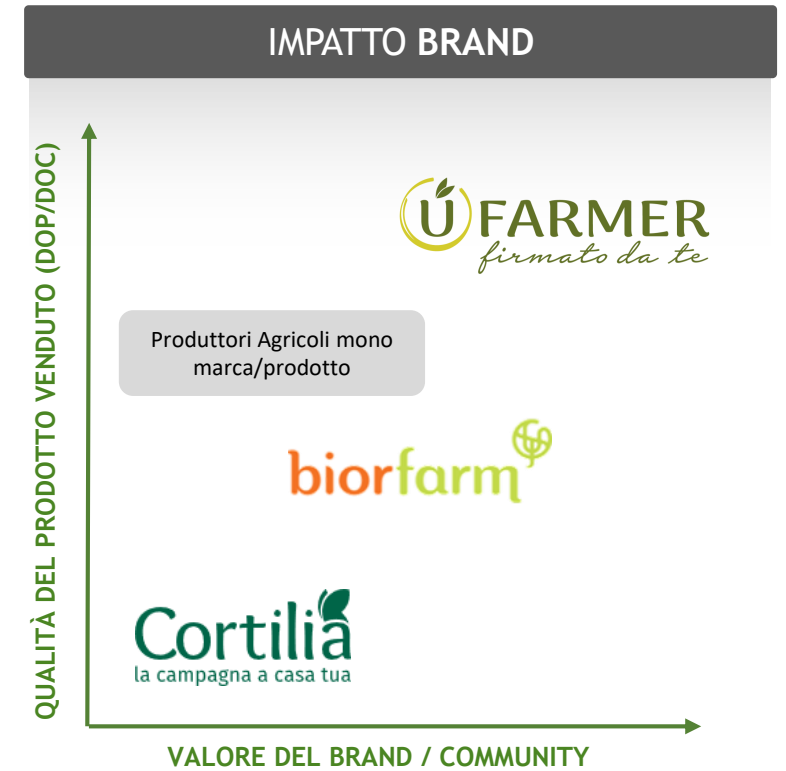 IMPATTO BRAND
QUALITÀ DEL PRODOTTO VENDUTO (DOP/DOC)
Ú FARMER
firmato da te
Produttori Agricoli mono
marca/prodotto
biorfarm
Cortilia
la campagna a casa tua
VALORE DEL BRAND / COMMUNITY